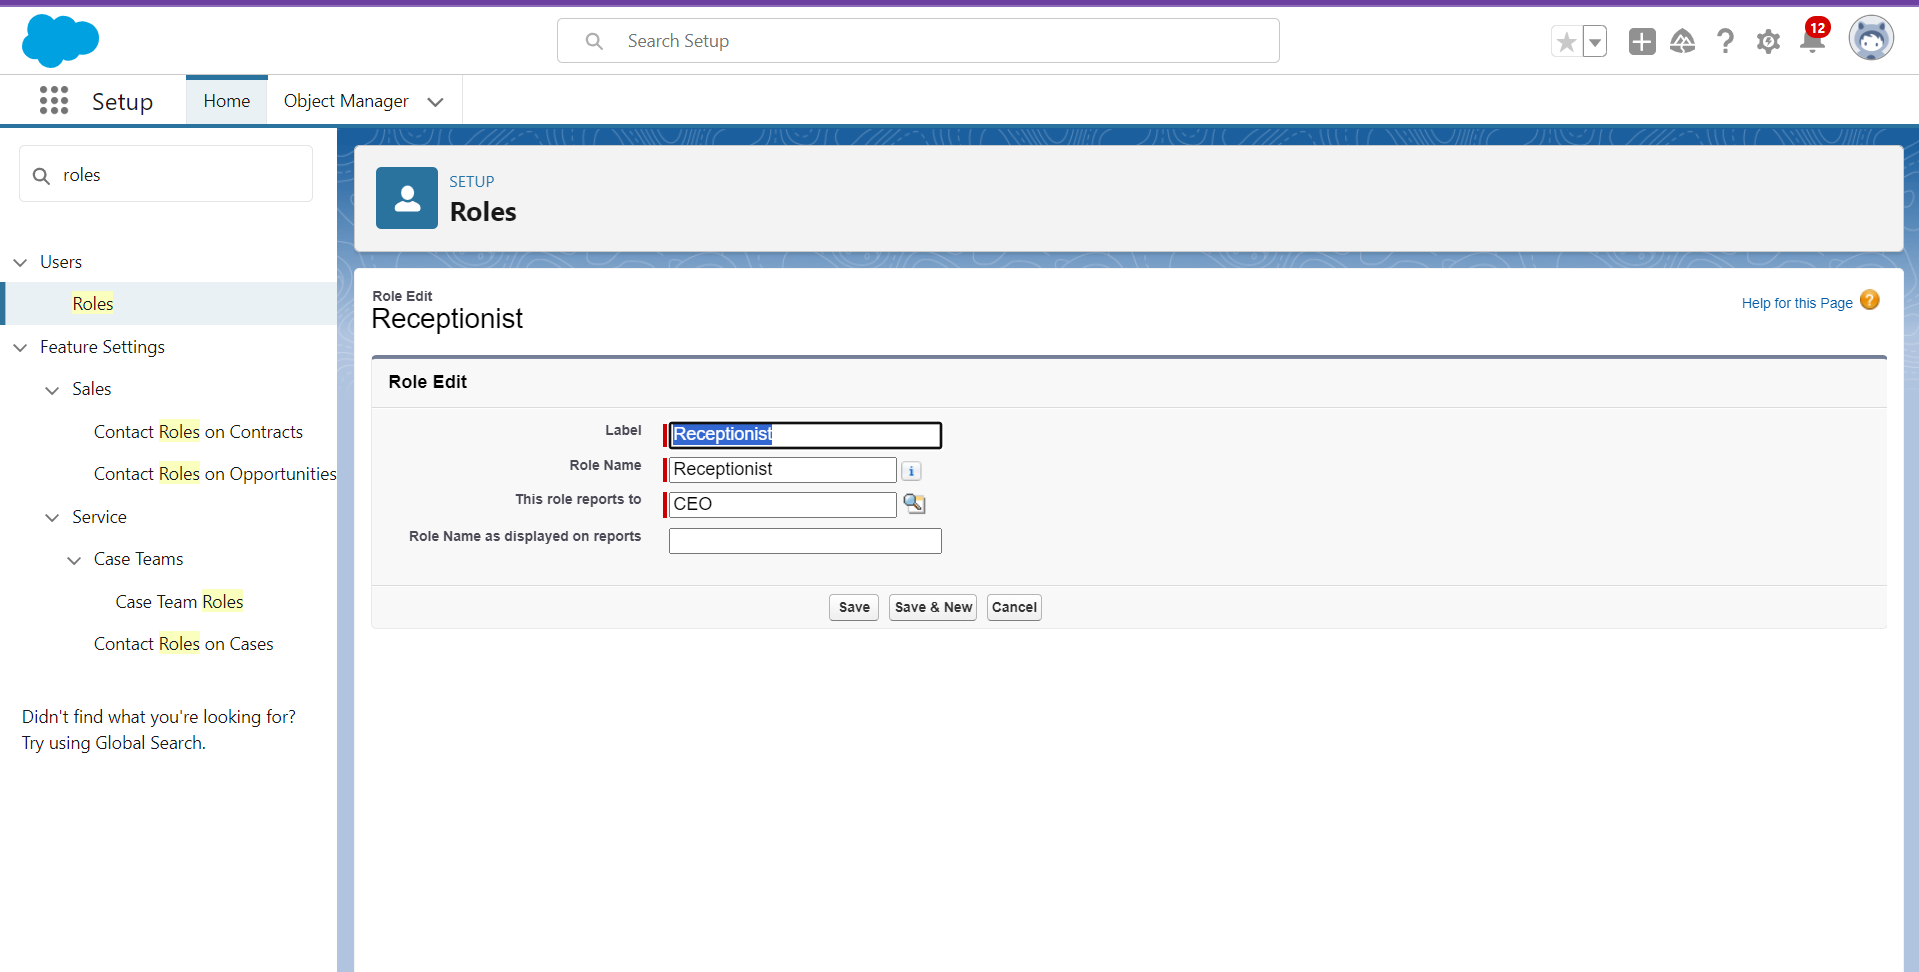 Search Setup
12
Setup
Home
Object Manager
roles
Users
Roles
Feature Settings
Sales
Contact Roles on Contracts
Contact Roles on Opportunities
Service
Case Teams
Case Team Roles
Contact Roles on Cases
Didn't find what you're looking for?
Try using Global Search.
SETUP
Roles
Role Edit
Receptionist
Help for this Page ?
Role Edit
Label Receptionist
Role Name Receptionist i
This role reports to CEO
Role Name as displayed on reports
Save Save & New Cancel